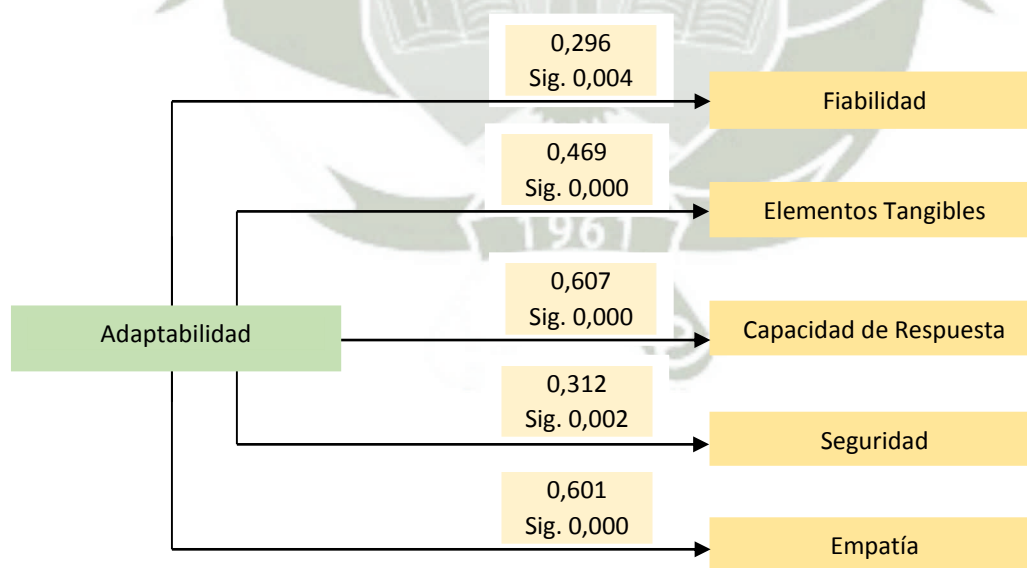 0,296
Sig. 0,004
Fiabilidad
0,469
Sig. 0,000
Elementos Tangibles
196
0,607
Sig. 0,000
Adaptabilidad
Capacidad de Respuesta
0,312
Sig. 0,002
Seguridad
0,601
Sig. 0,000
Empatía